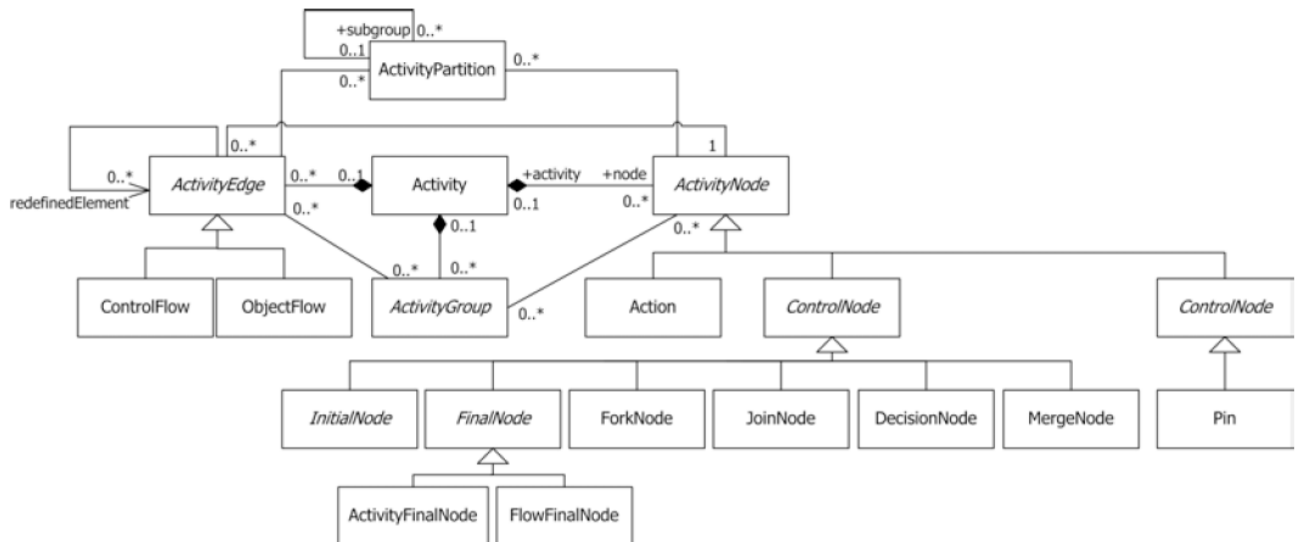 +subgroup 0..*
0..1
ActivityPartition
0..*
0..*
0..*
1
0..*
redefinedElement
ActivityEdge
0..*
0..1
Activity
+activity
0..1
+node
0..*
ActivityNode
0..*
0..1
0..*
0..*
0..*
0..*
ControlFlow
ObjectFlow
ActivityGroup
Action
ControlNode
ControlNode
InitialNode
FinalNode
ForkNode
JoinNode
DecisionNode
MergeNode
Pin
ActivityFinalNode
FlowFinalNode